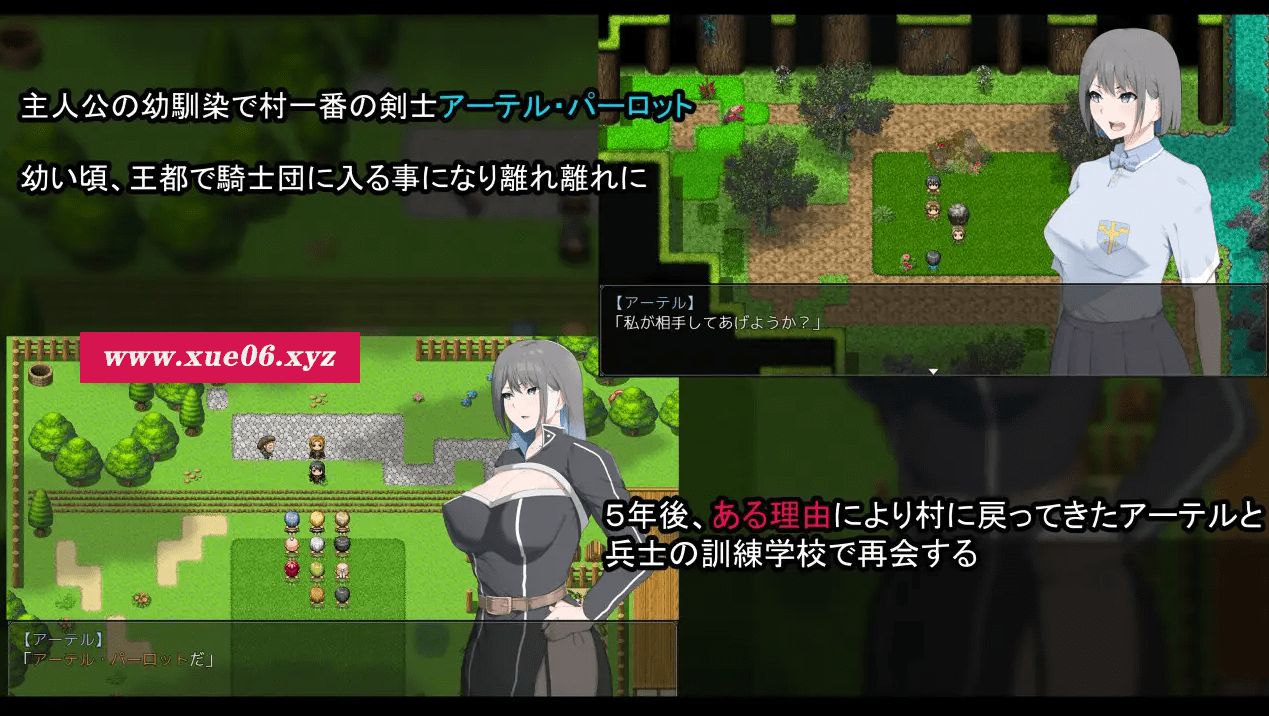 主人公の幼馴染で村一番の剣士アーテル・パーロット
幼い頃、王都で騎士団に入る事になり離れ離れに
【アーテル】
「私が相手してあげようか？」
www.xue06.xyz
５年後、ある理由により村に戻ってきたアーテルと
兵士の訓練学校で再会する
【アーテル】
「アーテル・パーロットだ」